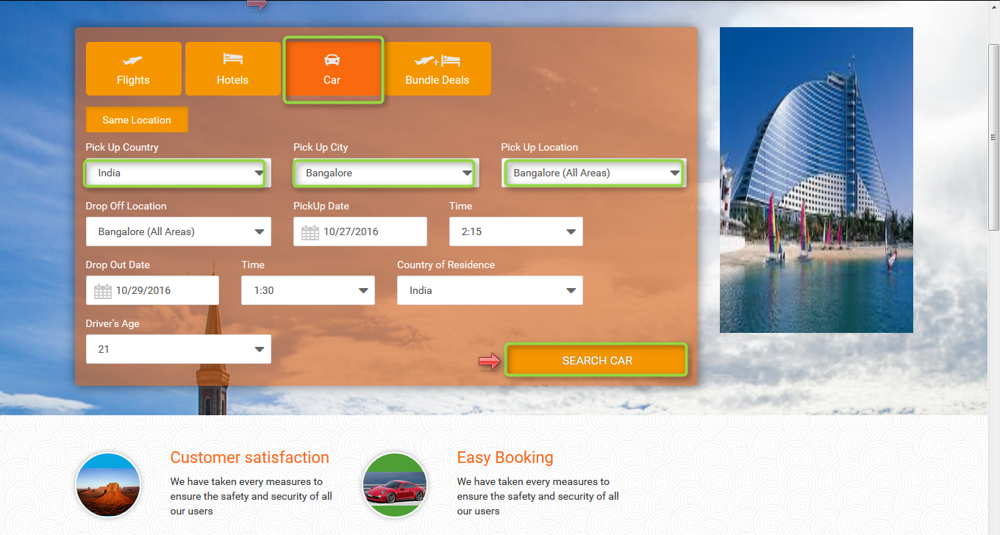 Flights
Hotels
Car
+
Bundle Deals
Same Location
Pick Up Country
Pick Up City
Pick Up Location
India
Bangalore
Bangalore (All Areas)
Drop Off Location
PickUp Date
Time
Bangalore (All Areas)
10/27/2016
2:15
Drop Out Date
Time
Country of Residence
10/29/2016
1:30
India
Driver's Age
21
SEARCH CAR
Customer satisfaction
We have taken every measures to
ensure the safety and security of all
our users
Easy Booking
We have taken every measures to
ensure the safety and security of all
our users